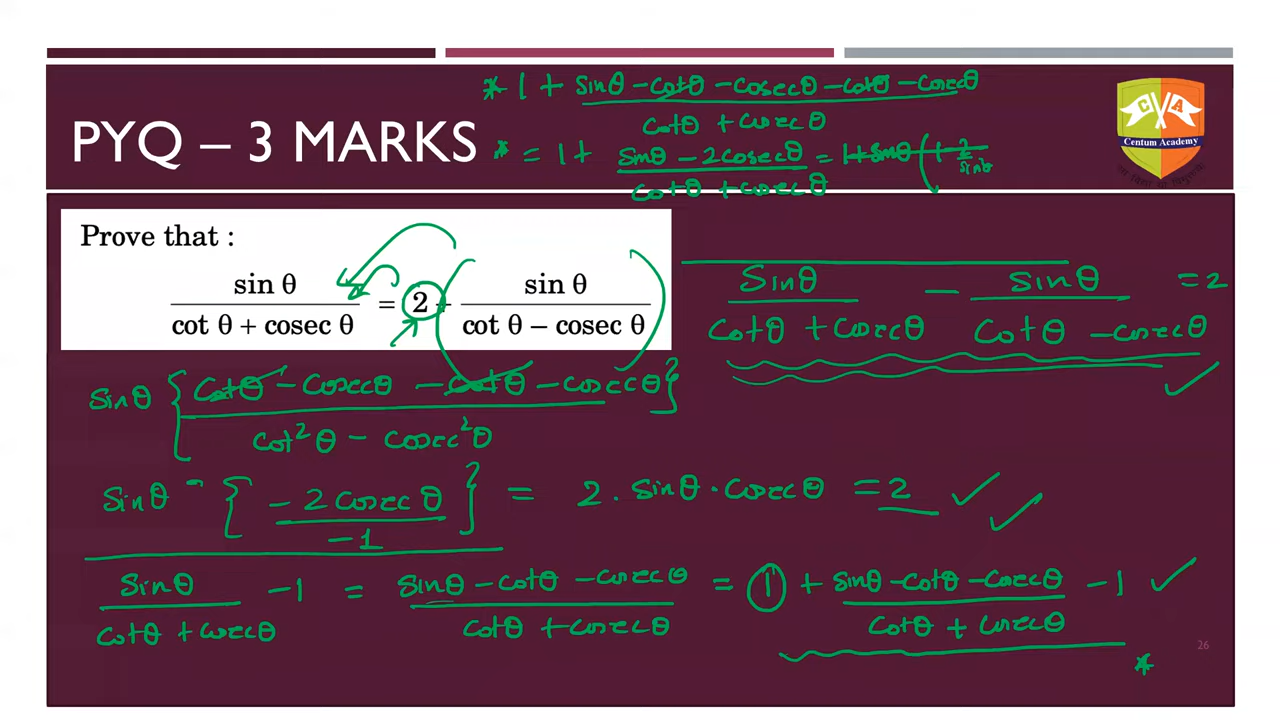 * 1 + sinθ - cotθ - cosecθ - cotθ - cosecθ
cotθ + cosecθ
PYQ – 3 MARKS
* = 1 + sinθ - 2cosecθ = 1 + sinθ
cotθ + cosecθ
Centum Academy
Prove that :
sin θ / cot θ + cosec θ = 2 + sin θ / cot θ – cosec θ
sinθ / cotθ + cosecθ - sinθ / cotθ - cosecθ = 2
sinθ { cotθ - cosecθ - cotθ - cosecθ }
cot²θ - cosec²θ
sinθ { - 2 cosecθ / -1 } = 2 . sinθ . cosecθ = 2 ✓ ✓
sinθ / cotθ + cosecθ - 1 = sinθ - cotθ - cosecθ / cotθ + cosecθ = 1 + sinθ - cotθ - cosecθ / cotθ + cosecθ - 1 ✓
*
26